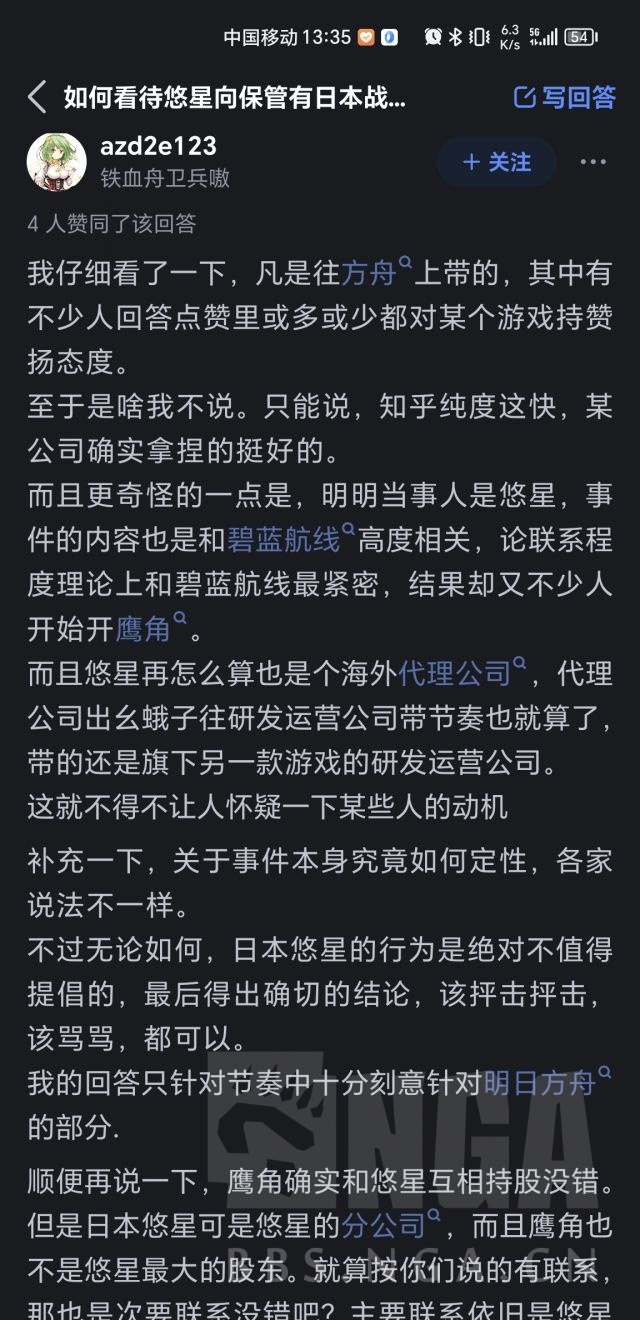 中国移动 13:35 6.3 K/s 5G 54
如何看待悠星向保管有日本战... 写回答
azd2e123
铁血舟卫兵嗷
+ 关注
4 人赞同了该回答
我仔细看了一下，凡是往方舟上带的，其中有
不少人回答点赞里或多或少都对某个游戏持赞
扬态度。
至于是啥我不说。只能说，知乎纯度这快，某
公司确实拿捏的挺好的。
而且更奇怪的一点是，明明当事人是悠星，事
件的内容也是和碧蓝航线高度相关，论联系程
度理论上和碧蓝航线最紧密，结果却又不少人
开始开鹰角。
而且悠星再怎么算也是个海外代理公司，代理
公司出幺蛾子往研发运营公司带节奏也就算了，
带的还是旗下另一款游戏的研发运营公司。
这就不得不让人怀疑一下某些人的动机
补充一下，关于事件本身究竟如何定性，各家
说法不一样。
不过无论如何，日本悠星的行为是绝对不值得
提倡的，最后得出确切的结论，该抨击抨击，
该骂骂，都可以。
我的回答只针对节奏中十分刻意针对明日方舟
的部分.
顺便再说一下，鹰角确实和悠星互相持股没错。
但是日本悠星可是悠星的分公司，而且鹰角也
不是悠星最大的股东。就算按你们说的有联系，
那也是次要联系没错吧？主要联系依旧是悠星
NGA
BBS.NGA.CN